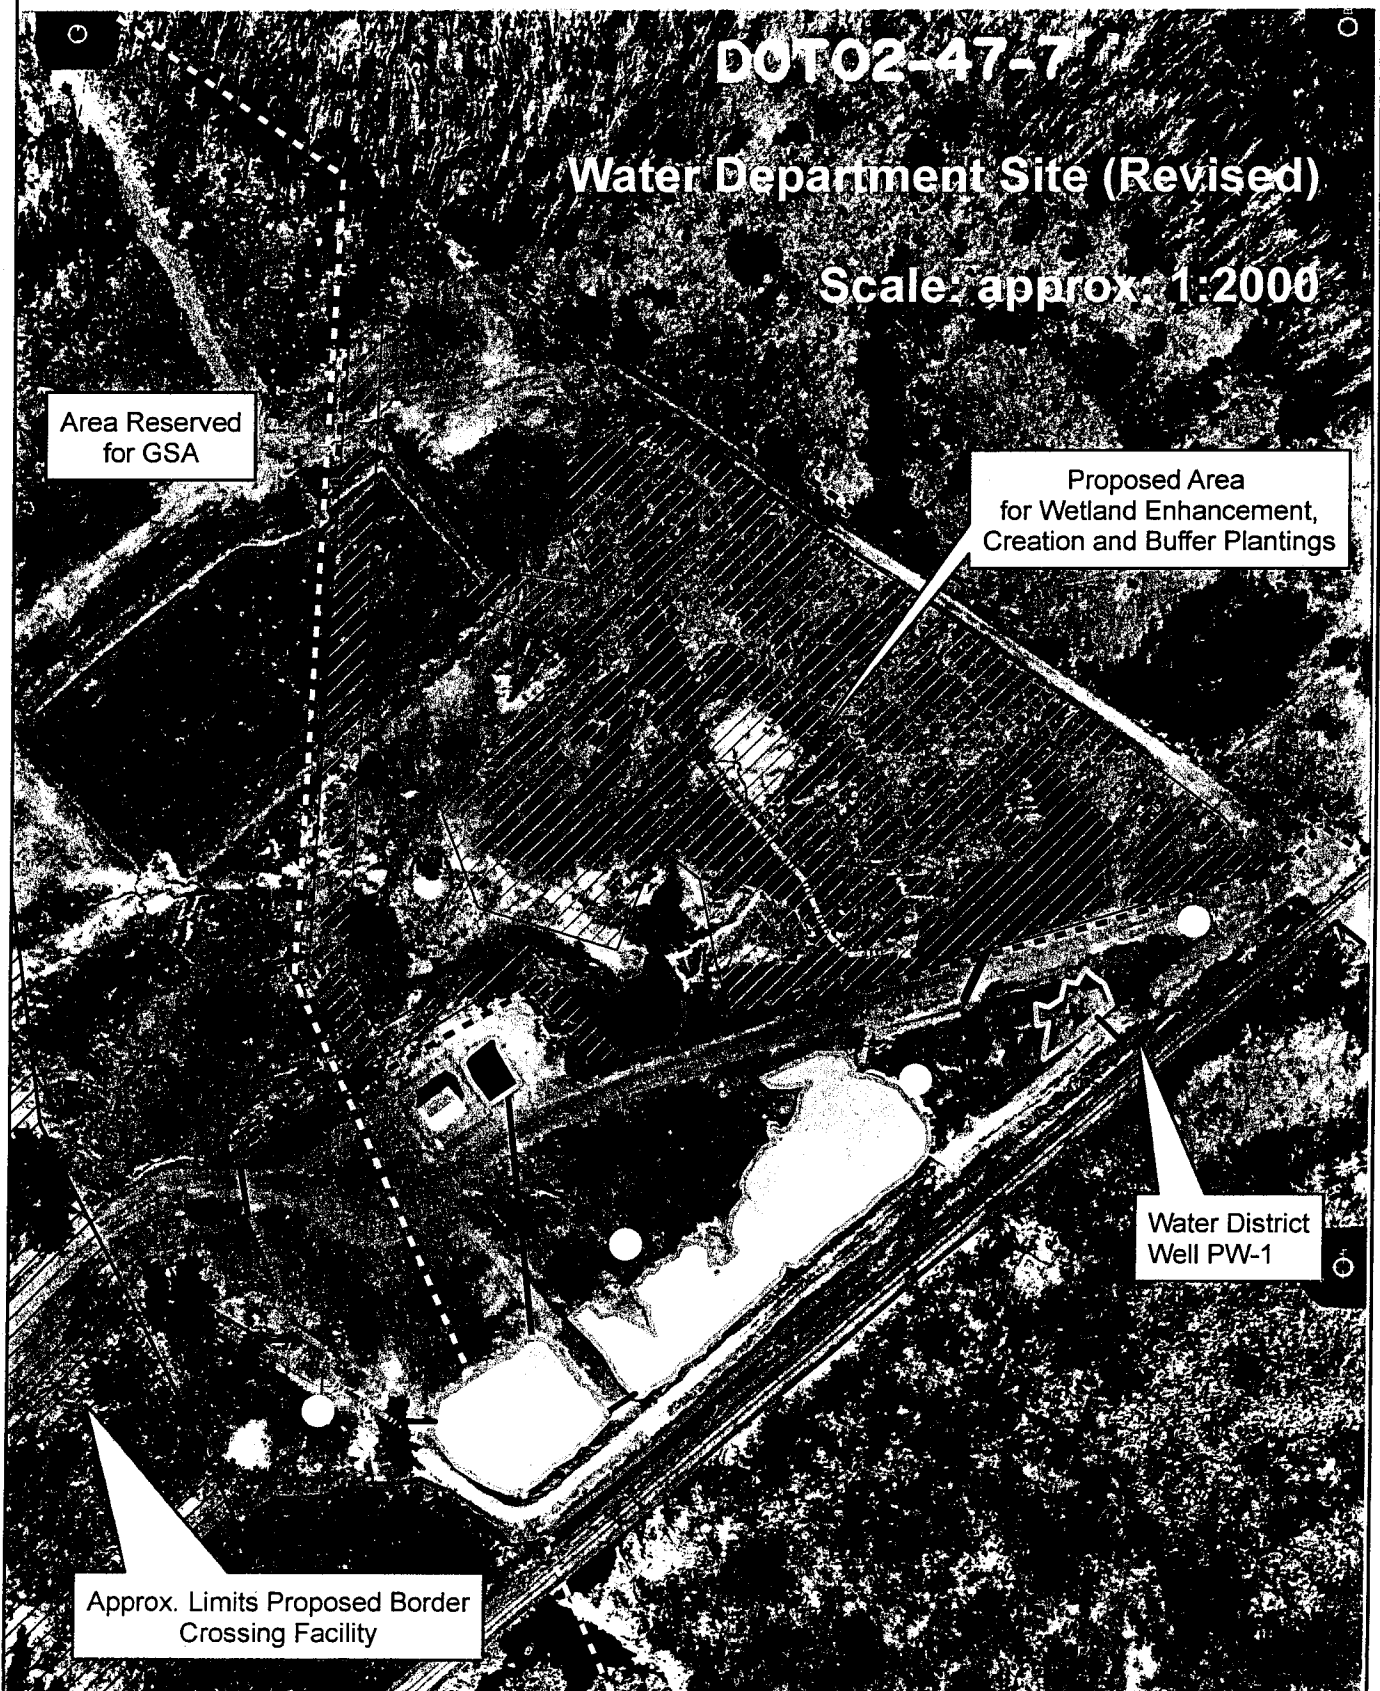 DOT02-47-7
Water Department Site (Revised)
Scale: approx. 1:2000
Area Reserved
for GSA
Proposed Area
for Wetland Enhancement,
Creation and Buffer Plantings
Water District
Well PW-1
Approx. Limits Proposed Border
Crossing Facility